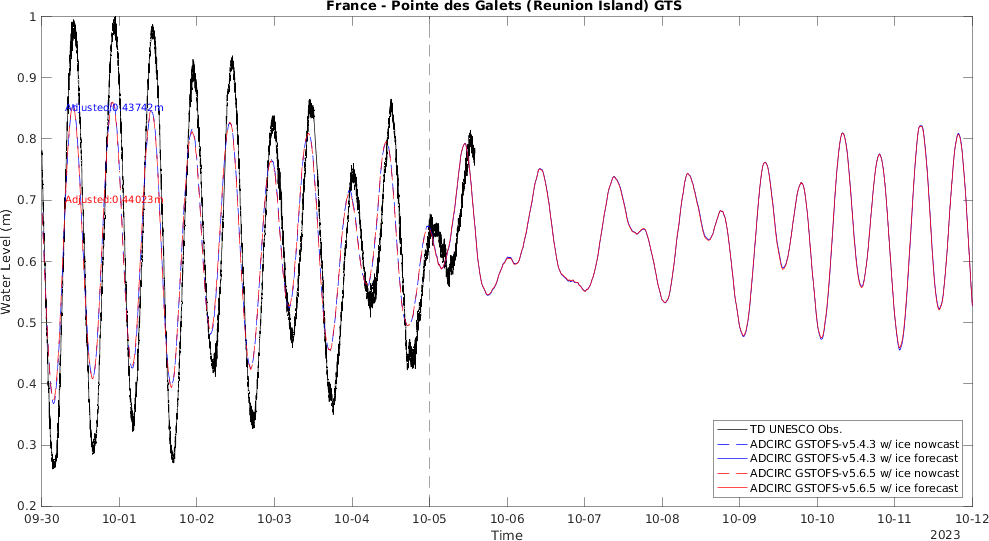 France - Pointe des Galets (Reunion Island) GTS
1
0.9
0.8
0.7
0.6
0.5
0.4
0.3
0.2
Water Level (m)
Adjusted:0.43742m
Adjusted:0.44023m
TD UNESCO Obs.
ADCIRC GSTOFS-v5.4.3 w/ ice nowcast
ADCIRC GSTOFS-v5.4.3 w/ ice forecast
ADCIRC GSTOFS-v5.6.5 w/ ice nowcast
ADCIRC GSTOFS-v5.6.5 w/ ice forecast
09-30 10-01 10-02 10-03 10-04 10-05 10-06 10-07 10-08 10-09 10-10 10-11 10-12
Time
2023